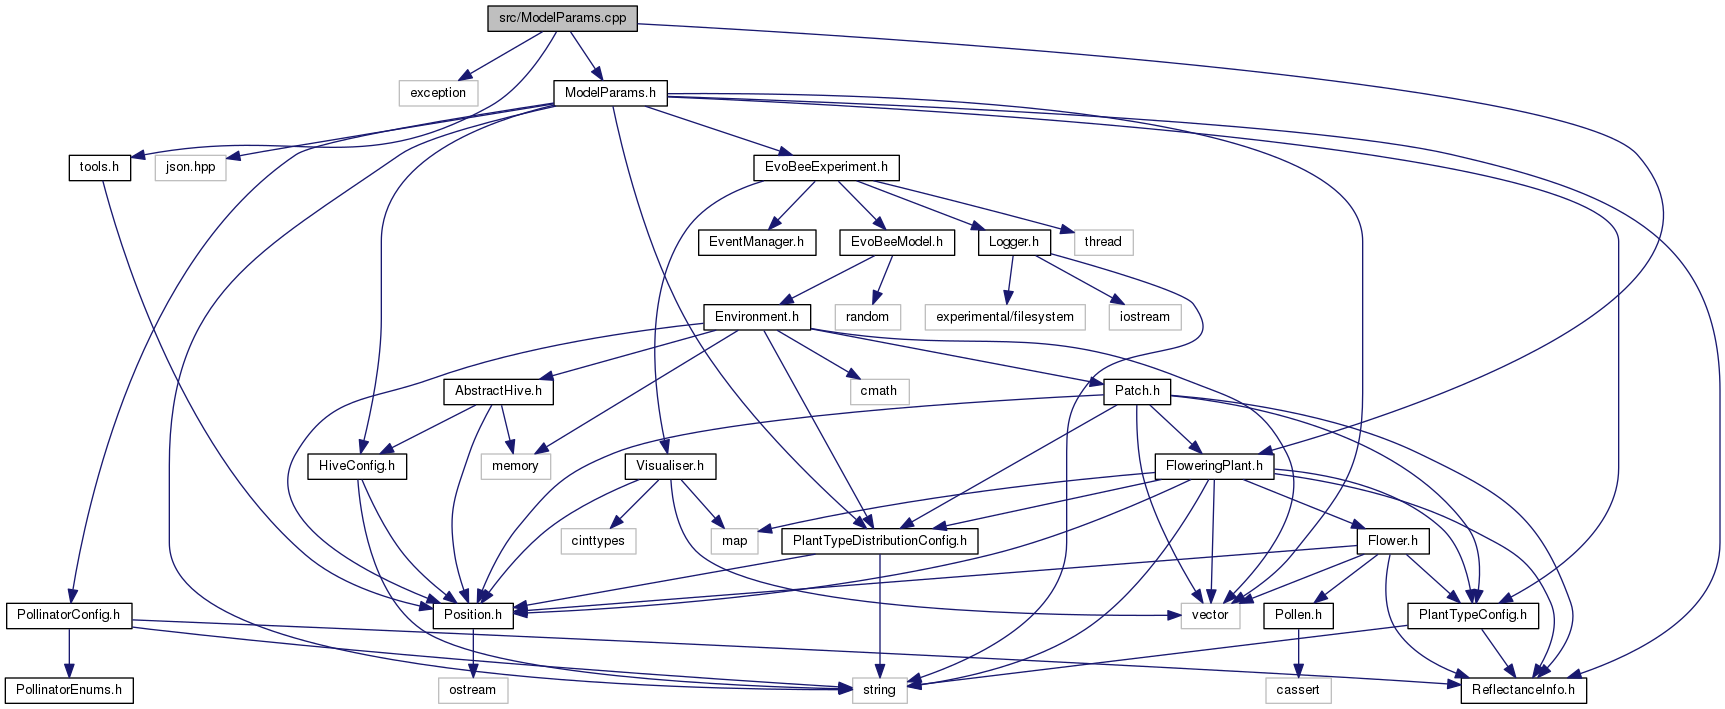 src/ModelParams.cpp
exception
ModelParams.h
tools.h
json.hpp
EvoBeeExperiment.h
EventManager.h
EvoBeeModel.h
Logger.h
thread
Environment.h
random
experimental/filesystem
iostream
AbstractHive.h
cmath
Patch.h
HiveConfig.h
memory
Visualiser.h
FloweringPlant.h
cinttypes
map
PlantTypeDistributionConfig.h
Flower.h
PollinatorConfig.h
Position.h
vector
Pollen.h
PlantTypeConfig.h
PollinatorEnums.h
ostream
string
cassert
ReflectanceInfo.h